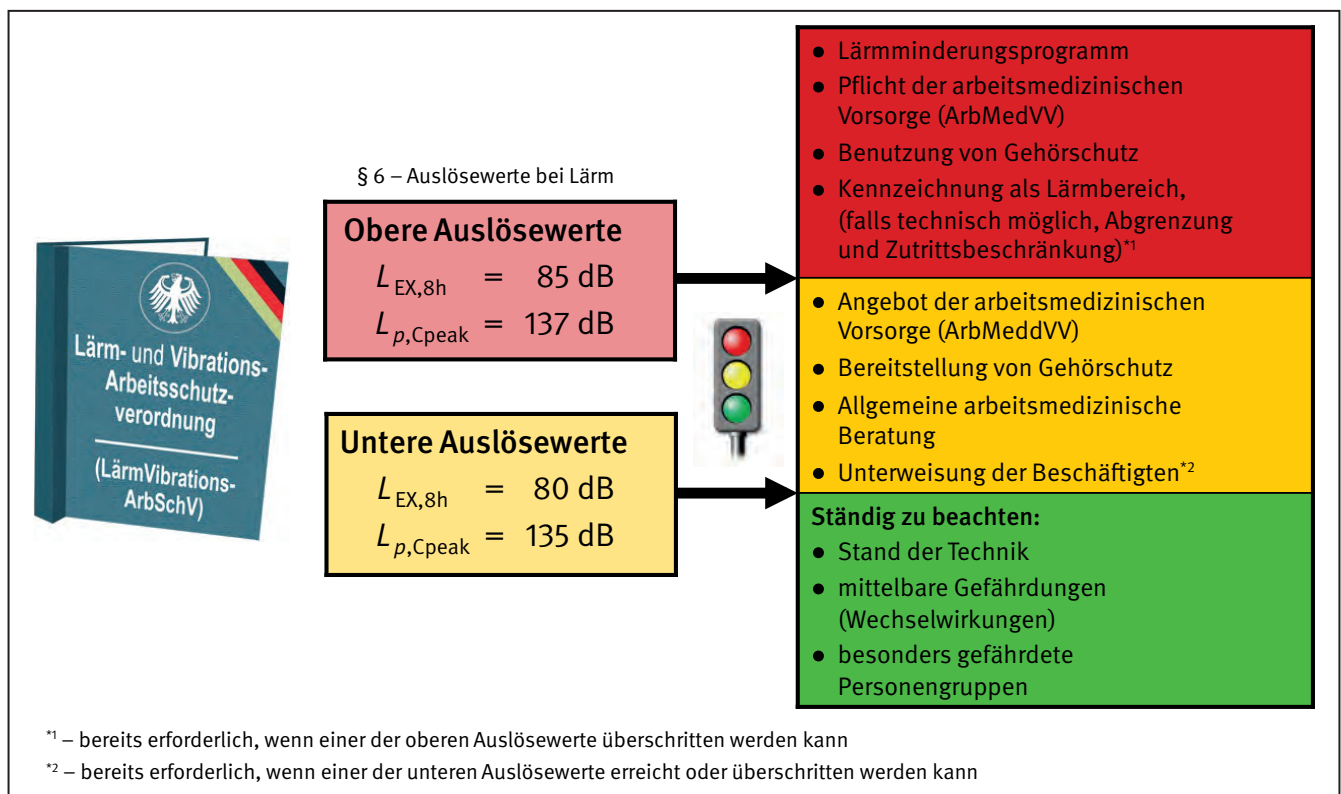 Lärm- und Vibrations-
Arbeitsschutz-
verordnung
(LärmVibrations-
ArbSchV)
§ 6 – Auslösewerte bei Lärm
Obere Auslösewerte
L EX,8h = 85 dB
L p,Cpeak = 137 dB
Untere Auslösewerte
L EX,8h = 80 dB
L p,Cpeak = 135 dB
● Lärmminderungsprogramm
● Pflicht der arbeitsmedizinischen
Vorsorge (ArbMedVV)
● Benutzung von Gehörschutz
● Kennzeichnung als Lärmbereich,
(falls technisch möglich, Abgrenzung
und Zutrittsbeschränkung)*1
● Angebot der arbeitsmedizinischen
Vorsorge (ArbMeddVV)
● Bereitstellung von Gehörschutz
● Allgemeine arbeitsmedizinische
Beratung
● Unterweisung der Beschäftigten*2
Ständig zu beachten:
● Stand der Technik
● mittelbare Gefährdungen
(Wechselwirkungen)
● besonders gefährdete
Personengruppen
*1 – bereits erforderlich, wenn einer der oberen Auslösewerte überschritten werden kann
*2 – bereits erforderlich, wenn einer der unteren Auslösewerte erreicht oder überschritten werden kann